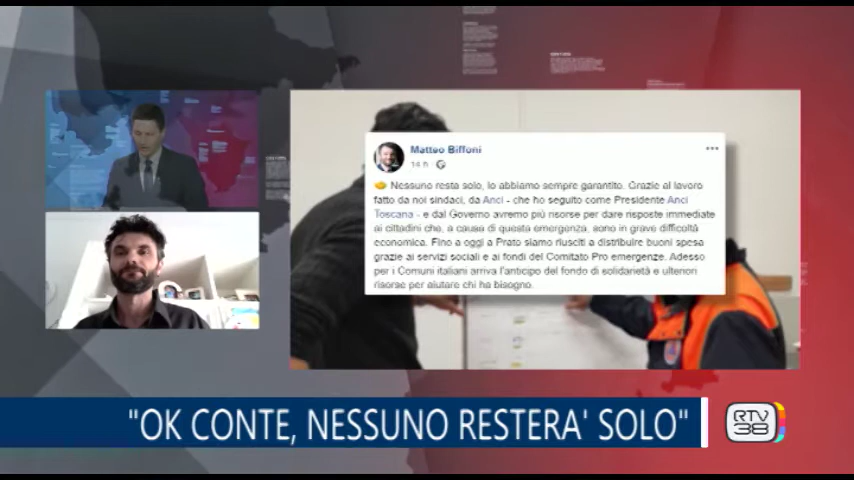 Matteo Biffoni
14 h
Nessuno resta solo, lo abbiamo sempre garantito. Grazie al lavoro
fatto da noi sindaci, da Anci - che ho seguito come Presidente Anci
Toscana - e dal Governo avremo più risorse per dare risposte immediate
ai cittadini che, a causa di questa emergenza, sono in grave difficoltà
economica. Fino a oggi a Prato siamo riusciti a distribuire buoni spesa
grazie ai servizi sociali e ai fondi del Comitato Pro emergenze. Adesso
per i Comuni italiani arriva l'anticipo del fondo di solidarietà e ulteriori
risorse per aiutare chi ha bisogno.
"OK CONTE, NESSUNO RESTERA' SOLO"
RTV
38